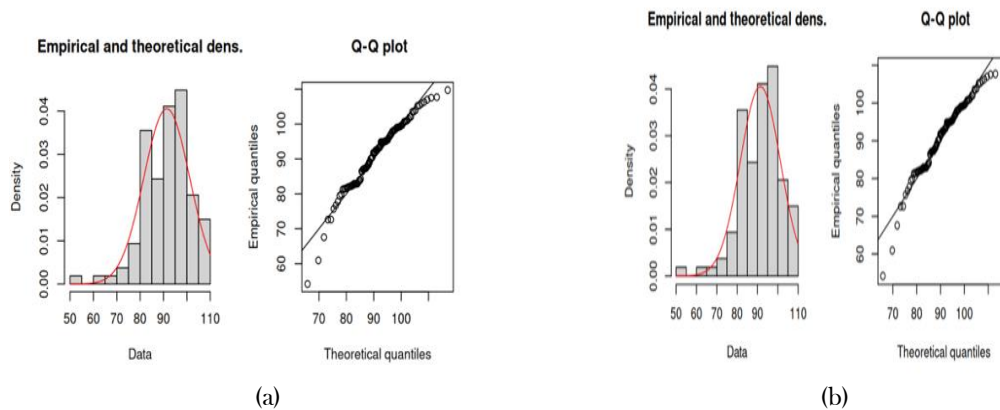 Empirical and theoretical dens.
Q-Q plot
Density
0.00 0.01 0.02 0.03 0.04
50 60 70 80 90 110
Data
Empirical quantiles
60 70 80 90 100
70 80 90 100
Theoretical quantiles
(a)
Empirical and theoretical dens.
Q-Q plot
Density
0.00 0.01 0.02 0.03 0.04
50 60 70 80 90 110
Data
Empirical quantiles
60 70 80 90 100
70 80 90 100
Theoretical quantiles
(b)